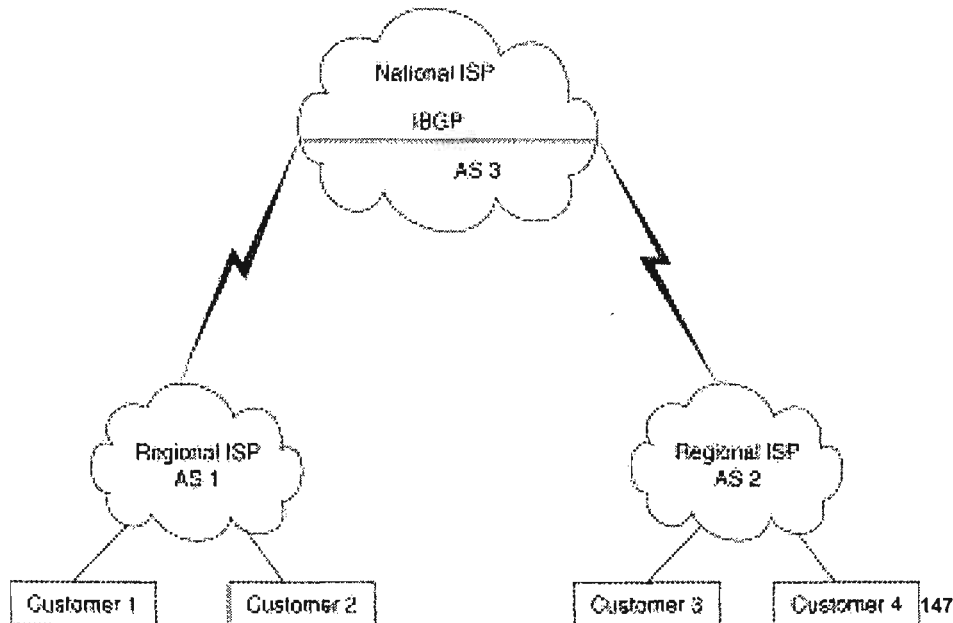 National ISP
IBGP
AS 3
Regional ISP
AS 1
Regional ISP
AS 2
Customer 1
Customer 2
Customer 3
Customer 4
147